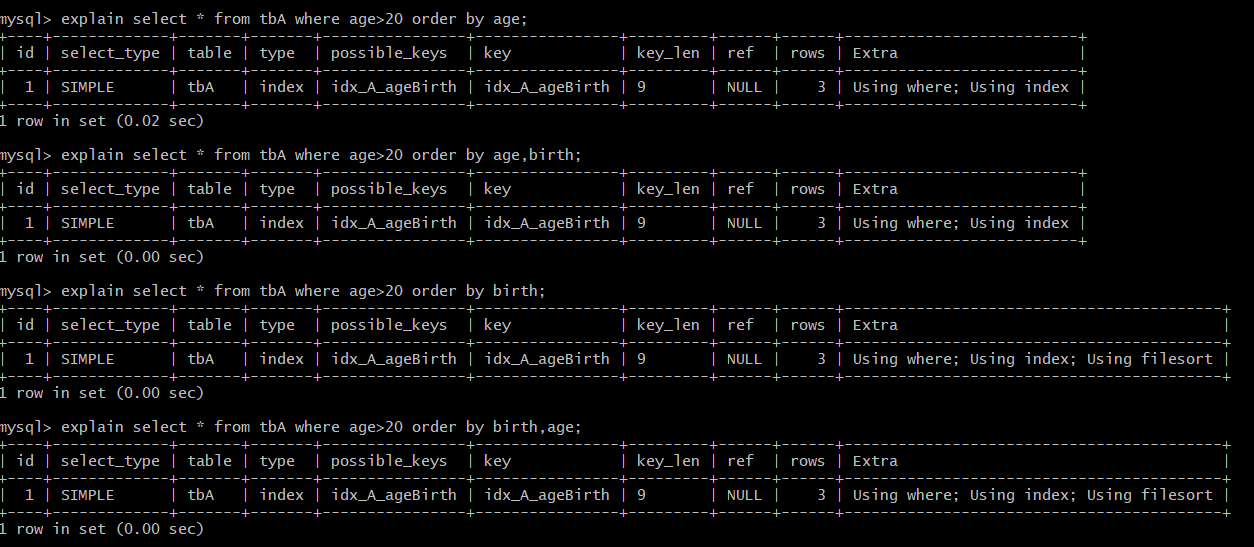 mysql> explain select * from tbA where age>20 order by age;
+----+-------------+-------+-------+----------------+----------------+---------+------+------+--------------------------+
| id | select_type | table | type  | possible_keys  | key            | key_len | ref  | rows | Extra                    |
+----+-------------+-------+-------+----------------+----------------+---------+------+------+--------------------------+
|  1 | SIMPLE      | tbA   | index | idx_A_ageBirth | idx_A_ageBirth | 9       | NULL |    3 | Using where; Using index |
+----+-------------+-------+-------+----------------+----------------+---------+------+------+--------------------------+
1 row in set (0.02 sec)
mysql> explain select * from tbA where age>20 order by age,birth;
+----+-------------+-------+-------+----------------+----------------+---------+------+------+--------------------------+
| id | select_type | table | type  | possible_keys  | key            | key_len | ref  | rows | Extra                    |
+----+-------------+-------+-------+----------------+----------------+---------+------+------+--------------------------+
|  1 | SIMPLE      | tbA   | index | idx_A_ageBirth | idx_A_ageBirth | 9       | NULL |    3 | Using where; Using index |
+----+-------------+-------+-------+----------------+----------------+---------+------+------+--------------------------+
1 row in set (0.00 sec)
mysql> explain select * from tbA where age>20 order by birth;
+----+-------------+-------+-------+----------------+----------------+---------+------+------+------------------------------------------+
| id | select_type | table | type  | possible_keys  | key            | key_len | ref  | rows | Extra                                    |
+----+-------------+-------+-------+----------------+----------------+---------+------+------+------------------------------------------+
|  1 | SIMPLE      | tbA   | index | idx_A_ageBirth | idx_A_ageBirth | 9       | NULL |    3 | Using where; Using index; Using filesort |
+----+-------------+-------+-------+----------------+----------------+---------+------+------+------------------------------------------+
1 row in set (0.00 sec)
mysql> explain select * from tbA where age>20 order by birth,age;
+----+-------------+-------+-------+----------------+----------------+---------+------+------+------------------------------------------+
| id | select_type | table | type  | possible_keys  | key            | key_len | ref  | rows | Extra                                    |
+----+-------------+-------+-------+----------------+----------------+---------+------+------+------------------------------------------+
|  1 | SIMPLE      | tbA   | index | idx_A_ageBirth | idx_A_ageBirth | 9       | NULL |    3 | Using where; Using index; Using filesort |
+----+-------------+-------+-------+----------------+----------------+---------+------+------+------------------------------------------+
1 row in set (0.00 sec)